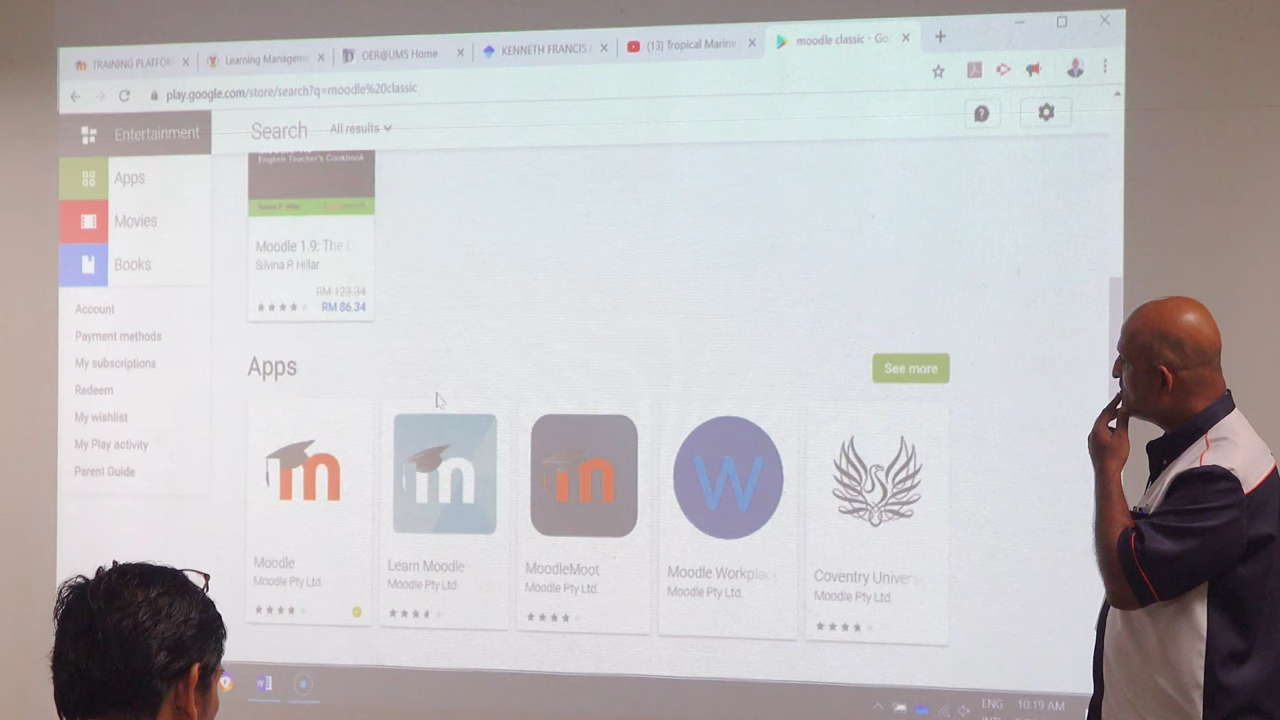 TRAINING PLATFOR
Learning Managem
OER@UMS Home
KENNETH FRANCIS
(13) Tropical Marine
moodle classic - Go
play.google.com/store/search?q=moodle%20classic
Entertainment
Search
All results
Apps
Movies
Books
Account
Payment methods
My subscriptions
Redeem
My wishlist
My Play activity
Parent Guide
English Teacher's Cookbook
Moodle 1.9: The
Silvina P. Hillar
RM 123.34
RM 86.34
Apps
See more
m
m
m
W
Moodle
Moodle Pty Ltd.
Learn Moodle
Moodle Pty Ltd.
MoodleMoot
Moodle Pty Ltd.
Moodle Workplac
Moodle Pty Ltd.
Coventry Univers
Moodle Pty Ltd.
ENG
10:19 AM